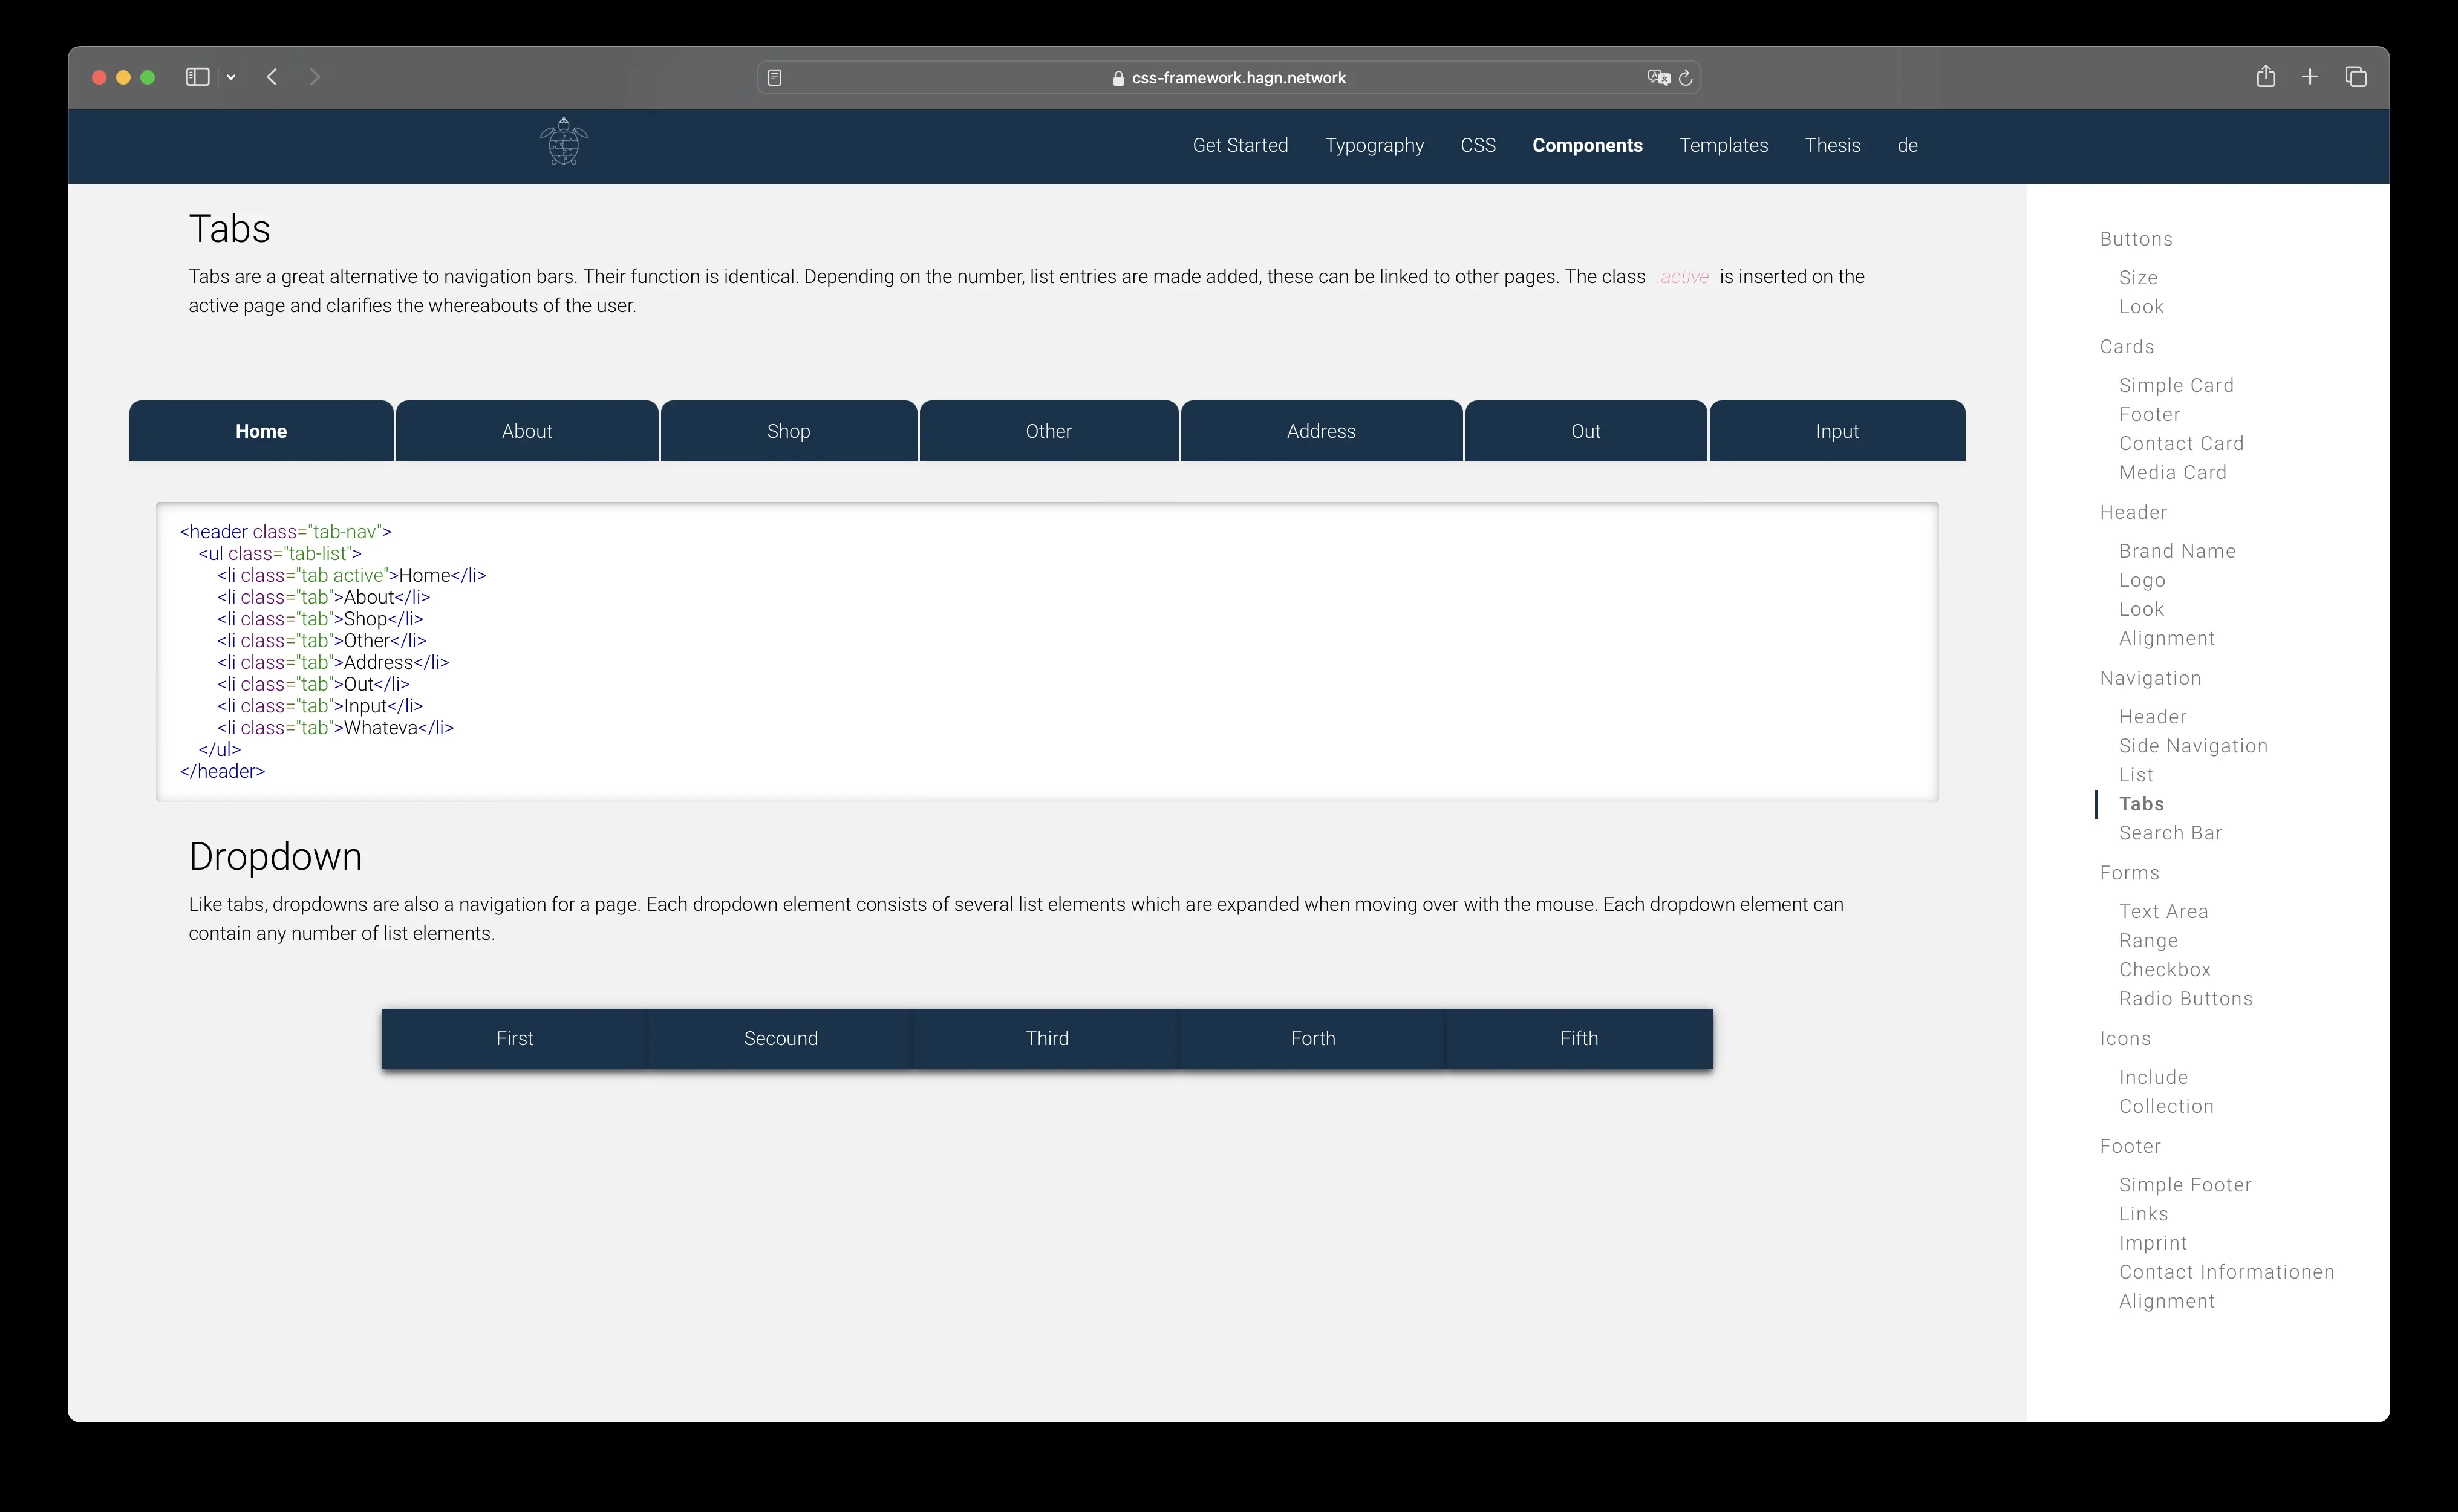 css-framework.hagn.network
Get Started Typography CSS Components Templates Thesis de
Tabs
Tabs are a great alternative to navigation bars. Their function is identical. Depending on the number, list entries are made added, these can be linked to other pages. The class .active is inserted on the
active page and clarifies the whereabouts of the user.
Home About Shop Other Address Out Input
<header class="tab-nav">
<ul class="tab-list">
<li class="tab active">Home</li>
<li class="tab">About</li>
<li class="tab">Shop</li>
<li class="tab">Other</li>
<li class="tab">Address</li>
<li class="tab">Out</li>
<li class="tab">Input</li>
<li class="tab">Whateva</li>
</ul>
</header>
Dropdown
Like tabs, dropdowns are also a navigation for a page. Each dropdown element consists of several list elements which are expanded when moving over with the mouse. Each dropdown element can
contain any number of list elements.
First Secound Third Forth Fifth
Buttons
Size
Look
Cards
Simple Card
Footer
Contact Card
Media Card
Header
Brand Name
Logo
Look
Alignment
Navigation
Header
Side Navigation
List
Tabs
Search Bar
Forms
Text Area
Range
Checkbox
Radio Buttons
Icons
Include
Collection
Footer
Simple Footer
Links
Imprint
Contact Informationen
Alignment